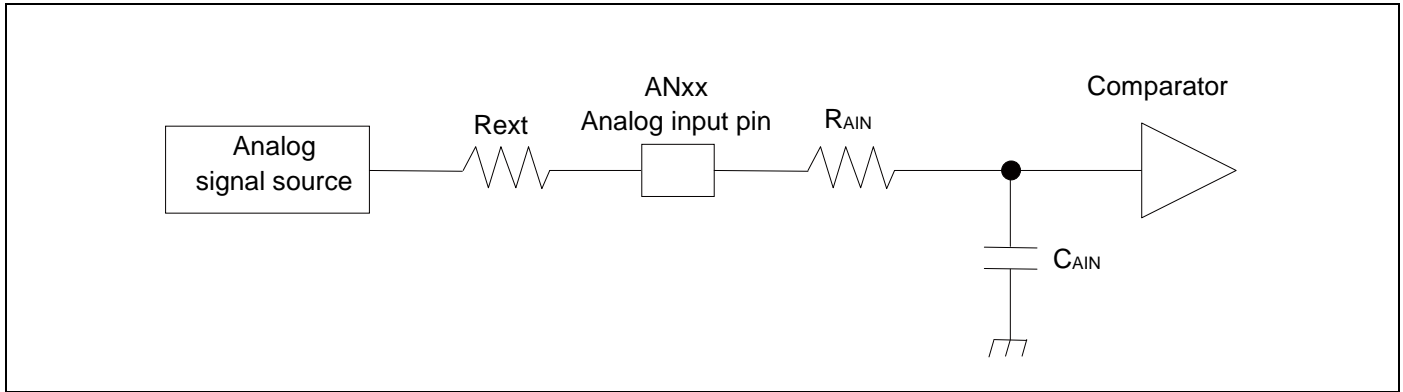 Analog
signal source
Rext
ANxx
Analog input pin
RAIN
Comparator
CAIN